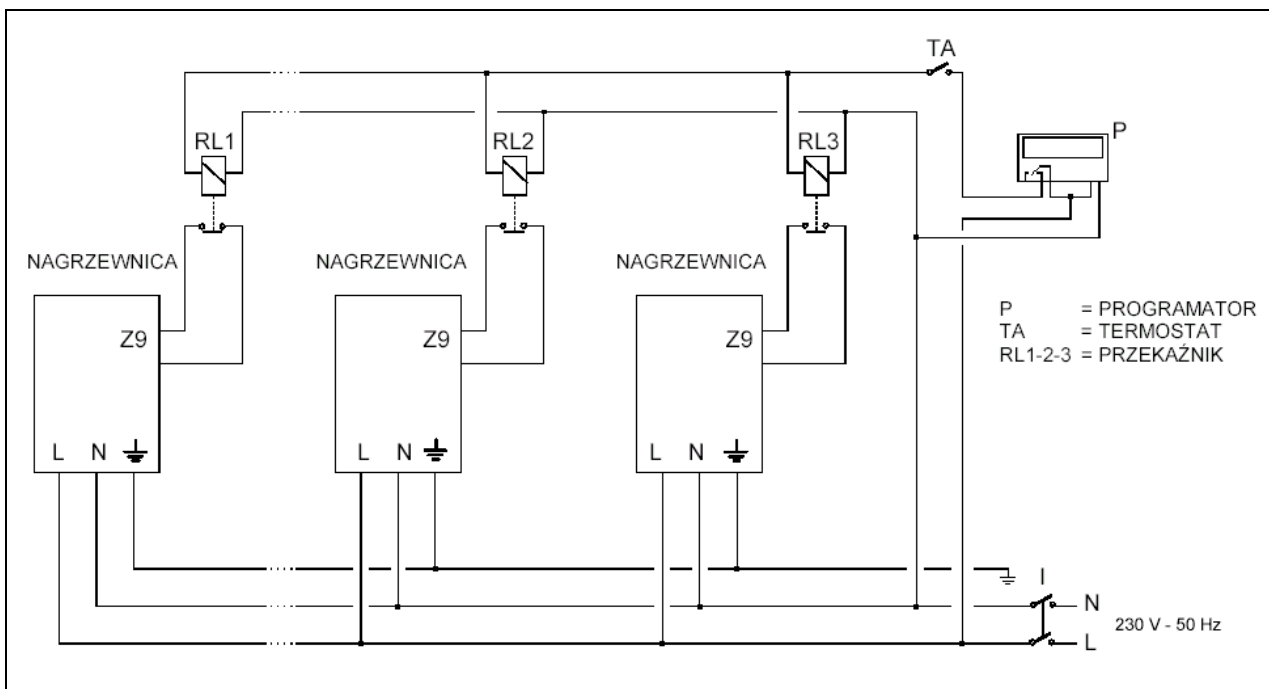 TA
P
RL1 RL2 RL3
NAGRZEWNICA NAGRZEWNICA NAGRZEWNICA
Z9 Z9 Z9
P = PROGRAMATOR
TA = TERMOSTAT
RL1-2-3 = PRZEKAŹNIK
L N L N L N
I
N
230 V - 50 Hz
L